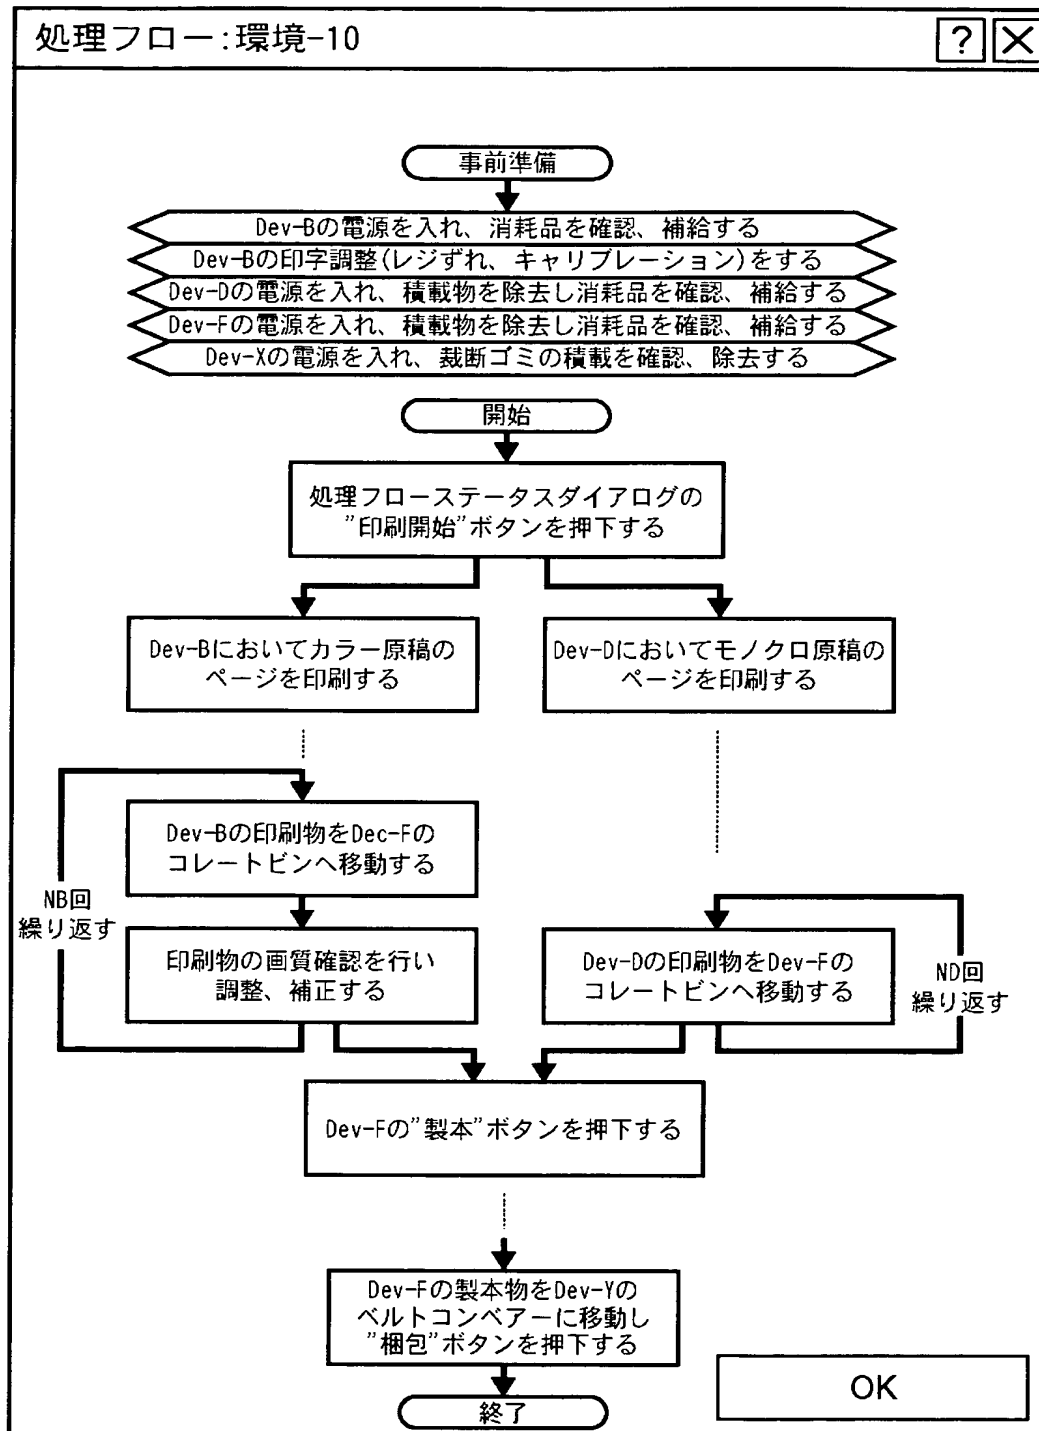 処理フロー:環境-10
?
×
事前準備
Dev-Bの電源を入れ、消耗品を確認、補給する
Dev-Bの印字調整(レジずれ、キャリブレーション)をする
Dev-Dの電源を入れ、積載物を除去し消耗品を確認、補給する
Dev-Fの電源を入れ、積載物を除去し消耗品を確認、補給する
Dev-Xの電源を入れ、裁断ゴミの積載を確認、除去する
開始
処理フローステータスダイアログの
"印刷開始"ボタンを押下する
Dev-Bにおいてカラー原稿の
ページを印刷する
Dev-Dにおいてモノクロ原稿の
ページを印刷する
Dev-Bの印刷物をDec-Fの
コレートビンへ移動する
NB回
繰り返す
印刷物の画質確認を行い
調整、補正する
Dev-Dの印刷物をDev-Fの
コレートビンへ移動する
ND回
繰り返す
Dev-Fの"製本"ボタンを押下する
Dev-Fの製本物をDev-Yの
ベルトコンベアーに移動し
"梱包"ボタンを押下する
終了
OK